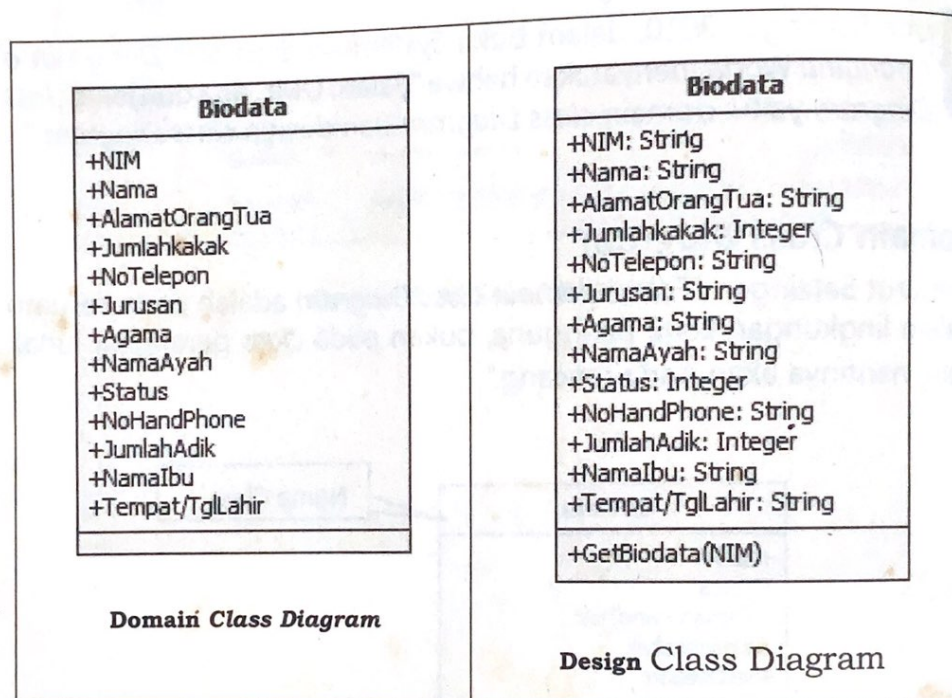 Biodata
+NIM
+Nama
+AlamatOrangTua
+Jumlahkakak
+NoTelepon
+Jurusan
+Agama
+NamaAyah
+Status
+NoHandPhone
+JumlahAdik
+NamaIbu
+Tempat/TglLahir
Domain Class Diagram
Biodata
+NIM: String
+Nama: String
+AlamatOrangTua: String
+Jumlahkakak: Integer
+NoTelepon: String
+Jurusan: String
+Agama: String
+NamaAyah: String
+Status: Integer
+NoHandPhone: String
+JumlahAdik: Integer
+NamaIbu: String
+Tempat/TglLahir: String
+GetBiodata(NIM)
Design Class Diagram